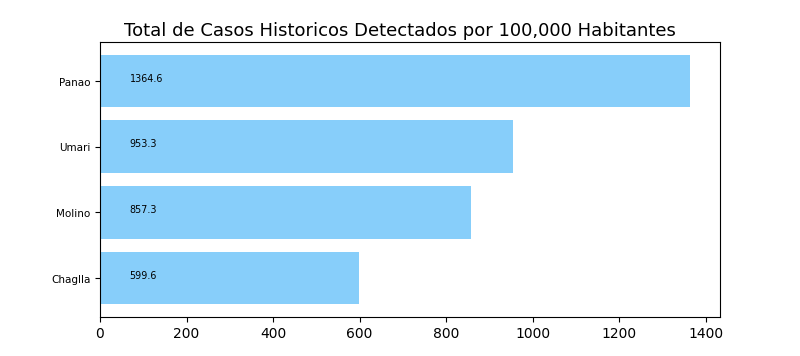 Total de Casos Historicos Detectados por 100,000 Habitantes
Panao 1364.6
Umari 953.3
Molino 857.3
Chaglla 599.6
0 200 400 600 800 1000 1200 1400